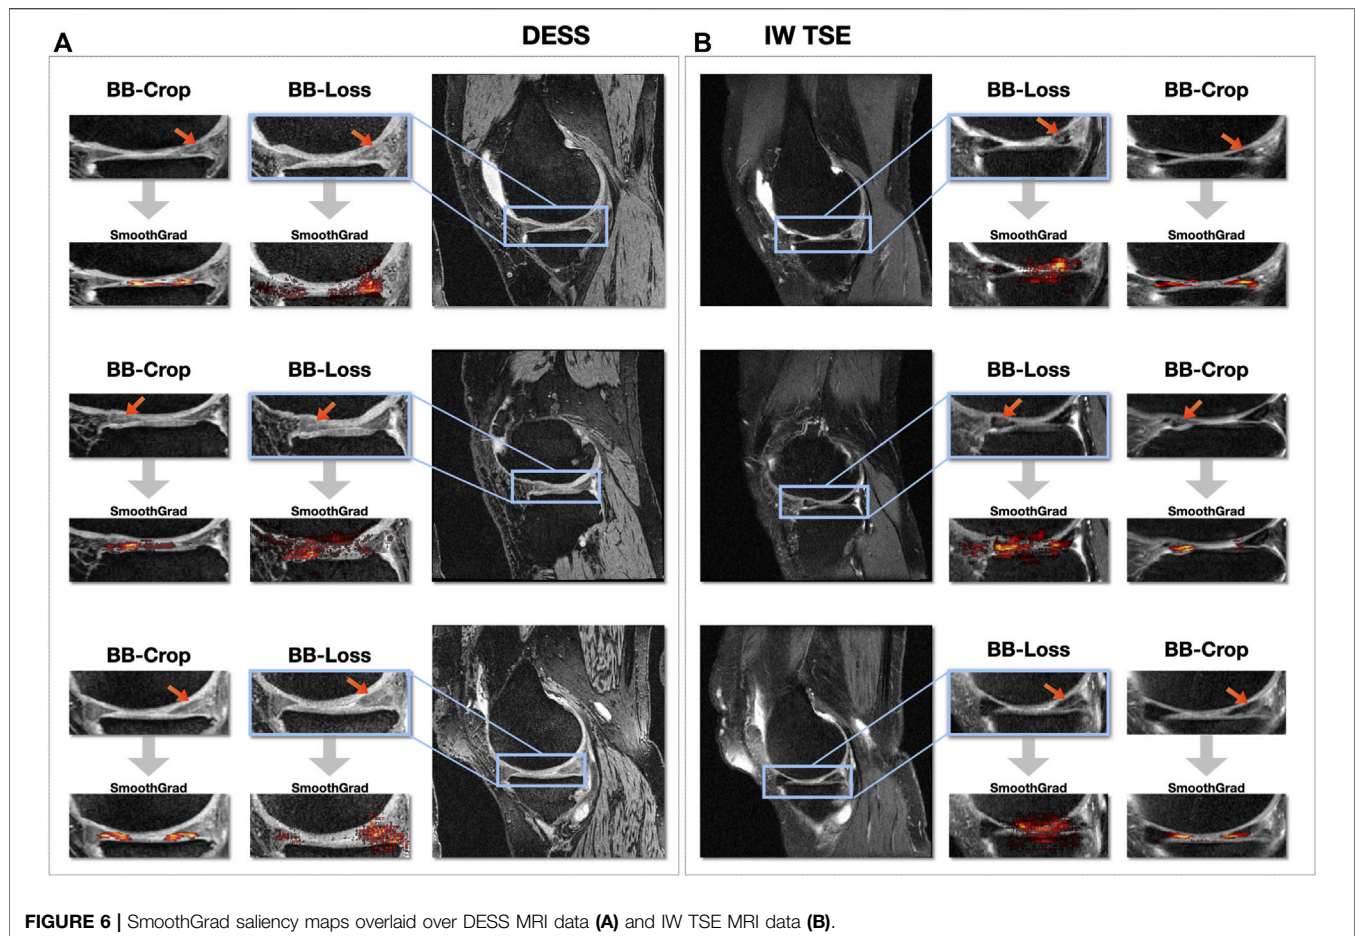 A DESS
B IW TSE
BB-Crop BB-Loss
BB-Loss BB-Crop
SmoothGrad SmoothGrad
SmoothGrad SmoothGrad
BB-Crop BB-Loss
BB-Loss BB-Crop
SmoothGrad SmoothGrad
SmoothGrad SmoothGrad
BB-Crop BB-Loss
BB-Loss BB-Crop
SmoothGrad SmoothGrad
SmoothGrad SmoothGrad
FIGURE 6 | SmoothGrad saliency maps overlaid over DESS MRI data (A) and IW TSE MRI data (B).